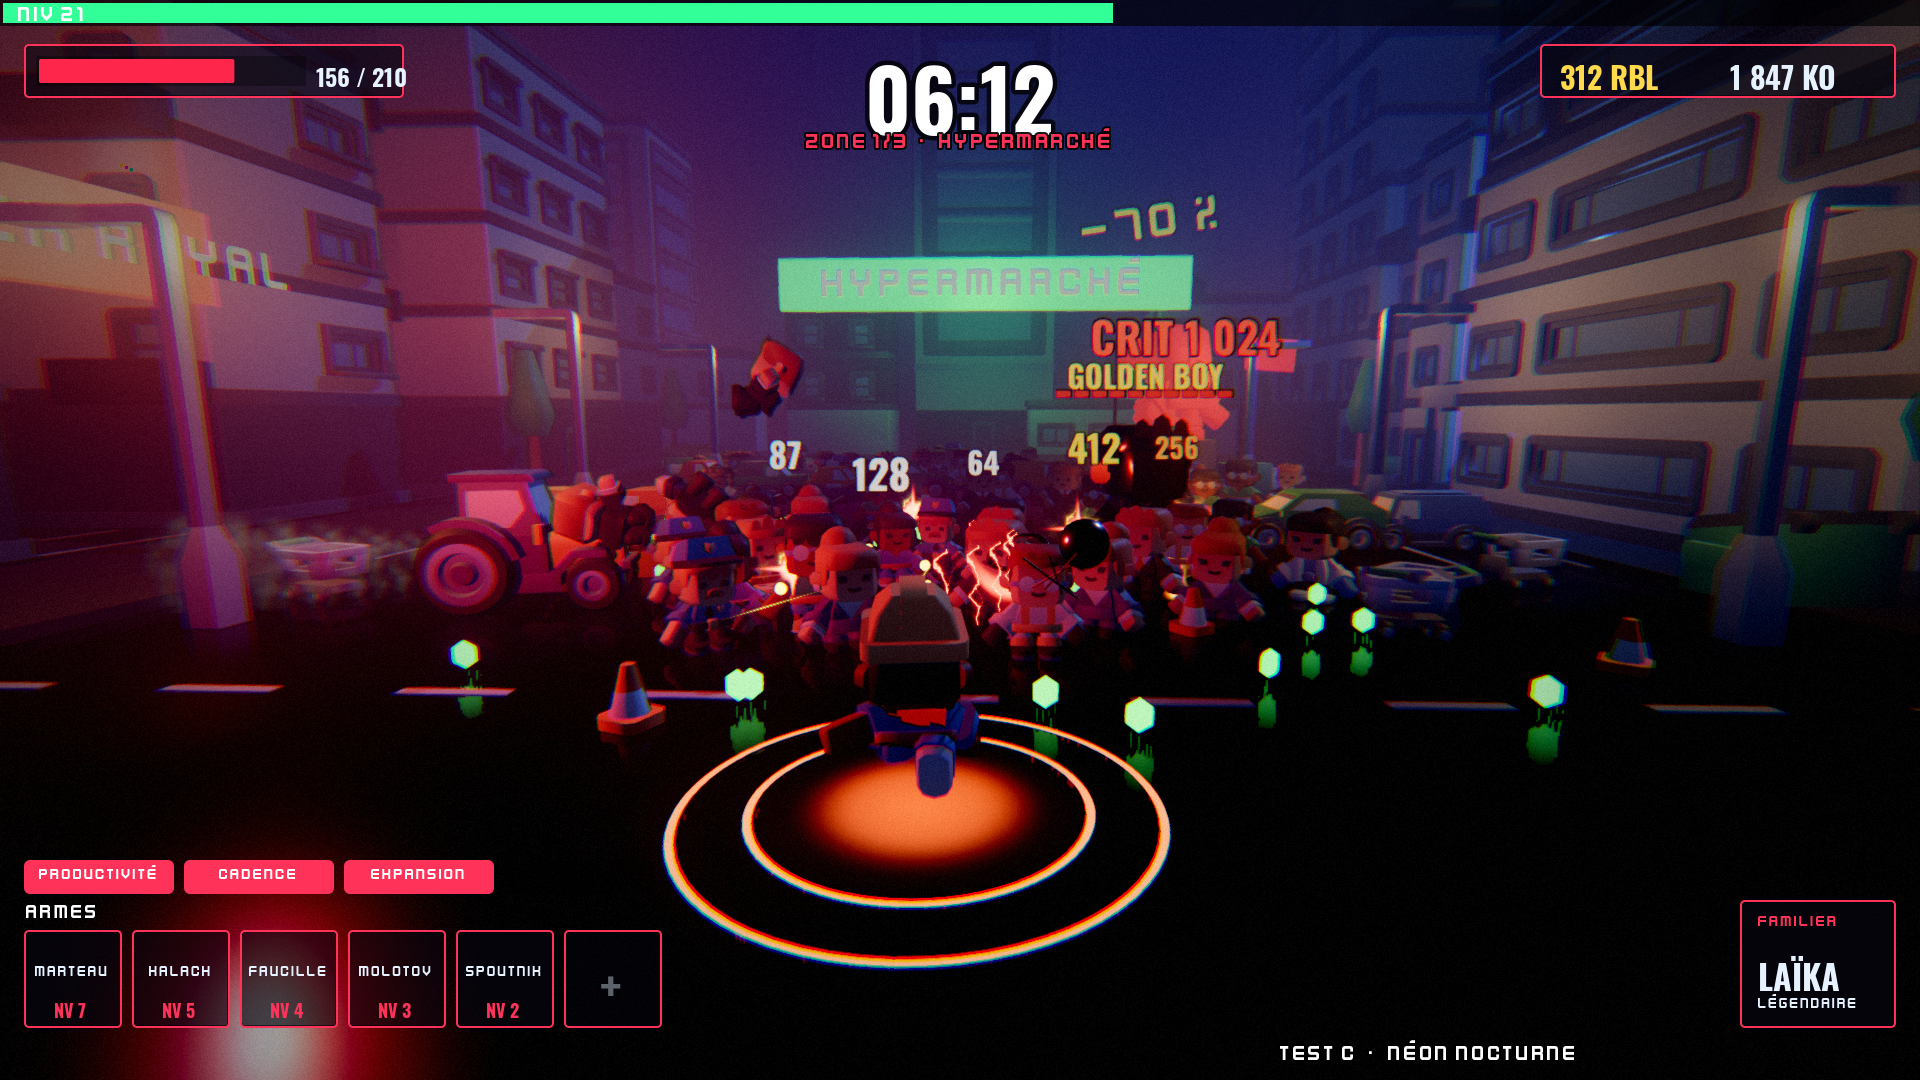 NIV 21
156 / 210
06:12
ZONE 1/3 · HYPERMARCHÉ
312 RBL
1 847 KO
-70 %
YAL
HYPERMARCHÉ
CRIT 1 024
GOLDEN BOY
87
128
64
412
256
PRODUCTIVITÉ
CADENCE
EXPANSION
ARMES
MARTEAU
NV 7
KALACH
NV 5
FAUCILLE
NV 4
MOLOTOV
NV 3
SPOUTNIK
NV 2
+
FAMILIER
LAÏKA
LÉGENDAIRE
TEST C · NÉON NOCTURNE